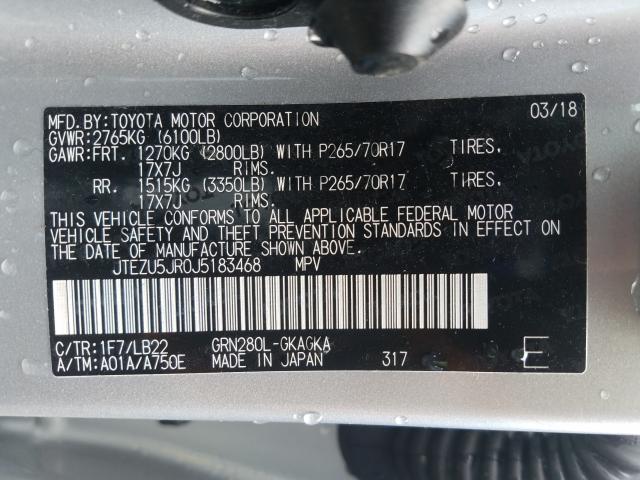 MFD.BY:TOYOTA MOTOR CORPORATION 03/18
GVWR:2765KG (6100LB)
GAWR:FRT. 1270KG (2800LB) WITH P265/70R17 TIRES,
17X7J RIMS.
RR. 1515KG (3350LB) WITH P265/70R17 TIRES,
17X7J RIMS.
THIS VEHICLE CONFORMS TO ALL APPLICABLE FEDERAL MOTOR
VEHICLE SAFETY AND THEFT PREVENTION STANDARDS IN EFFECT ON
THE DATE OF MANUFACTURE SHOWN ABOVE.
JTEZU5JR0J5183468 MPV
C/TR:1F7/LB22 GRN280L-GKAGKA
A/TM:A01A/A750E MADE IN JAPAN 317 E